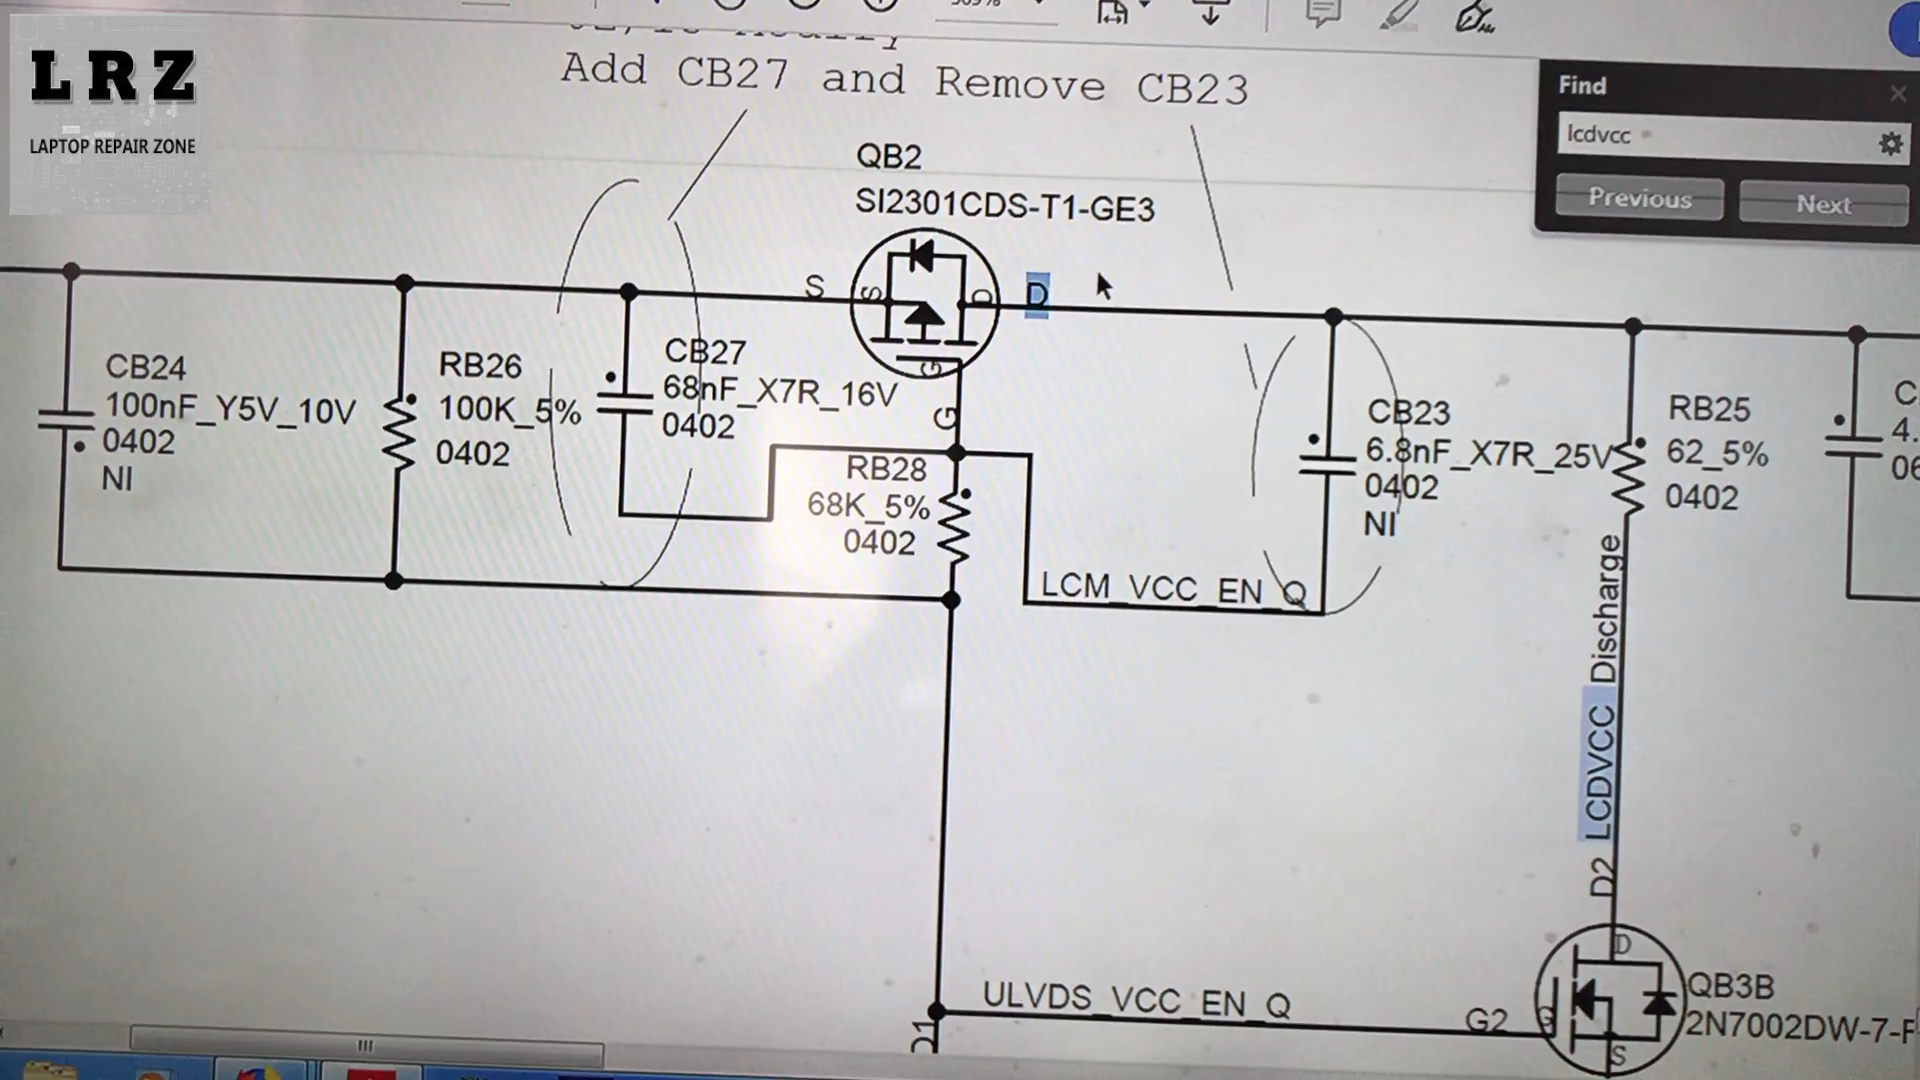 LRZ
LAPTOP REPAIR ZONE
Add CB27 and Remove CB23
Find
lcdvcc
Previous
Next
QB2
SI2301CDS-T1-GE3
S
S
D
D
G
G
CB24
100nF_Y5V_10V
0402
NI
RB26
100K_5%
0402
CB27
68nF_X7R_16V
0402
RB28
68K_5%
0402
LCM_VCC_EN_Q
CB23
6.8nF_X7R_25V
0402
NI
RB25
62_5%
0402
LCDVCC_Discharge
D2
ULVDS_VCC_EN_Q
G2
G
D
S
QB3B
2N7002DW-7-F
D1